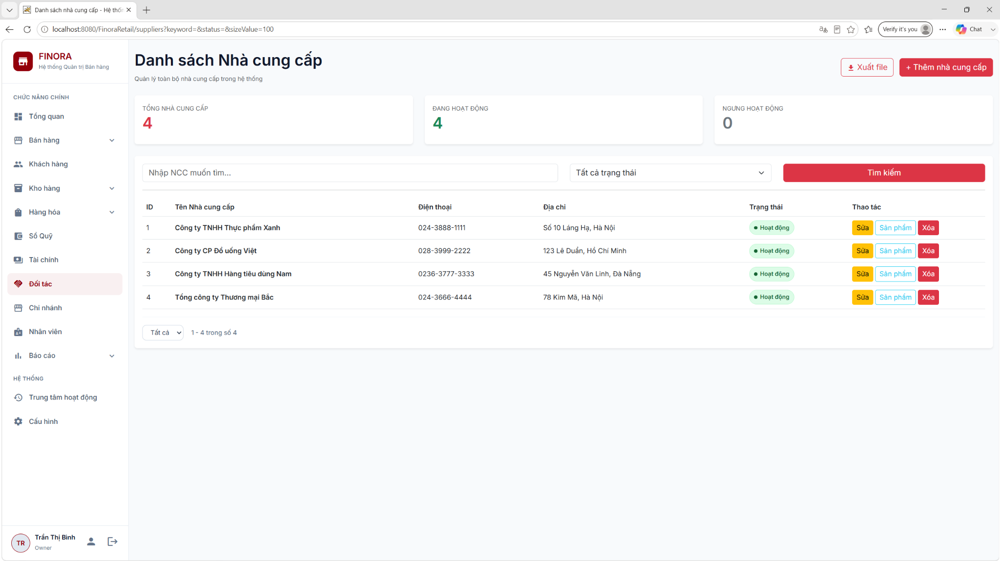 Danh sách nhà cung cấp - Hệ thốn
localhost:8080/FinoraRetail/suppliers?keyword=&status=&sizeValue=100
Verify it's you
Chat
FINORA
Hệ thống Quản trị Bán hàng
CHỨC NĂNG CHÍNH
Tổng quan
Bán hàng
Khách hàng
Kho hàng
Hàng hóa
Sổ Quỹ
Tài chính
Đối tác
Chi nhánh
Nhân viên
Báo cáo
HỆ THỐNG
Trung tâm hoạt động
Cấu hình
TR
Trần Thị Bình
Owner
Danh sách Nhà cung cấp
Quản lý toàn bộ nhà cung cấp trong hệ thống
Xuất file
+ Thêm nhà cung cấp
TỔNG NHÀ CUNG CẤP
4
ĐANG HOẠT ĐỘNG
4
NGƯNG HOẠT ĐỘNG
0
Nhập NCC muốn tìm...
Tất cả trạng thái
Tìm kiếm
ID Tên Nhà cung cấp Điện thoại Địa chỉ Trạng thái Thao tác
1 Công ty TNHH Thực phẩm Xanh 024-3888-1111 Số 10 Láng Hạ, Hà Nội Hoạt động Sửa Sản phẩm Xóa
2 Công ty CP Đồ uống Việt 028-3999-2222 123 Lê Duẩn, Hồ Chí Minh Hoạt động Sửa Sản phẩm Xóa
3 Công ty TNHH Hàng tiêu dùng Nam 0236-3777-3333 45 Nguyễn Văn Linh, Đà Nẵng Hoạt động Sửa Sản phẩm Xóa
4 Tổng công ty Thương mại Bắc 024-3666-4444 78 Kim Mã, Hà Nội Hoạt động Sửa Sản phẩm Xóa
Tất cả
1 - 4 trong số 4